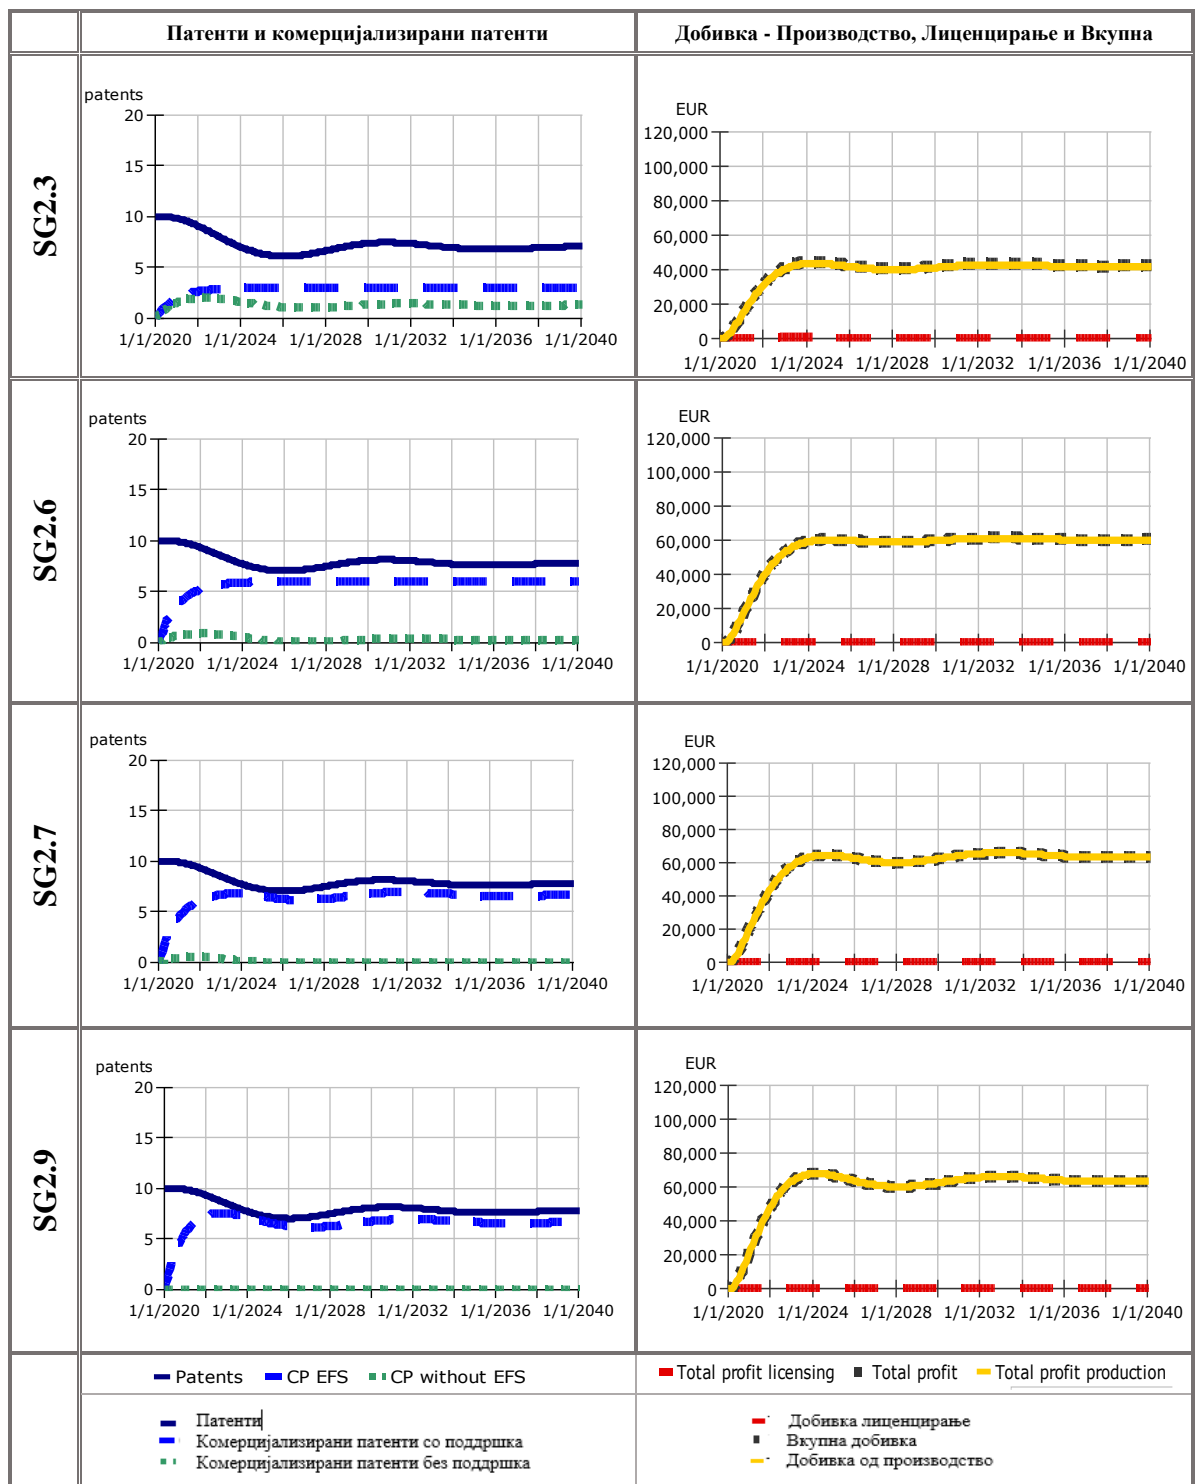 Патенти и комерцијализирани патенти
Добивка - Производство, Лиценцирање и Вкупна
SG2.3
patents
20
15
10
5
0
1/1/2020 1/1/2024 1/1/2028 1/1/2032 1/1/2036 1/1/2040
EUR
120,000
100,000
80,000
60,000
40,000
20,000
0
1/1/2020 1/1/2024 1/1/2028 1/1/2032 1/1/2036 1/1/2040
SG2.6
patents
20
15
10
5
0
1/1/2020 1/1/2024 1/1/2028 1/1/2032 1/1/2036 1/1/2040
EUR
120,000
100,000
80,000
60,000
40,000
20,000
0
1/1/2020 1/1/2024 1/1/2028 1/1/2032 1/1/2036 1/1/2040
SG2.7
patents
20
15
10
5
0
1/1/2020 1/1/2024 1/1/2028 1/1/2032 1/1/2036 1/1/2040
EUR
120,000
100,000
80,000
60,000
40,000
20,000
0
1/1/2020 1/1/2024 1/1/2028 1/1/2032 1/1/2036 1/1/2040
SG2.9
patents
20
15
10
5
0
1/1/2020 1/1/2024 1/1/2028 1/1/2032 1/1/2036 1/1/2040
EUR
120,000
100,000
80,000
60,000
40,000
20,000
0
1/1/2020 1/1/2024 1/1/2028 1/1/2032 1/1/2036 1/1/2040
Patents CP EFS CP without EFS
Total profit licensing Total profit Total profit production
Патенти
Комерцијализирани патенти со поддршка
Комерцијализирани патенти без поддршка
Добивка лиценцирање
Вкупна добивка
Добивка од производство